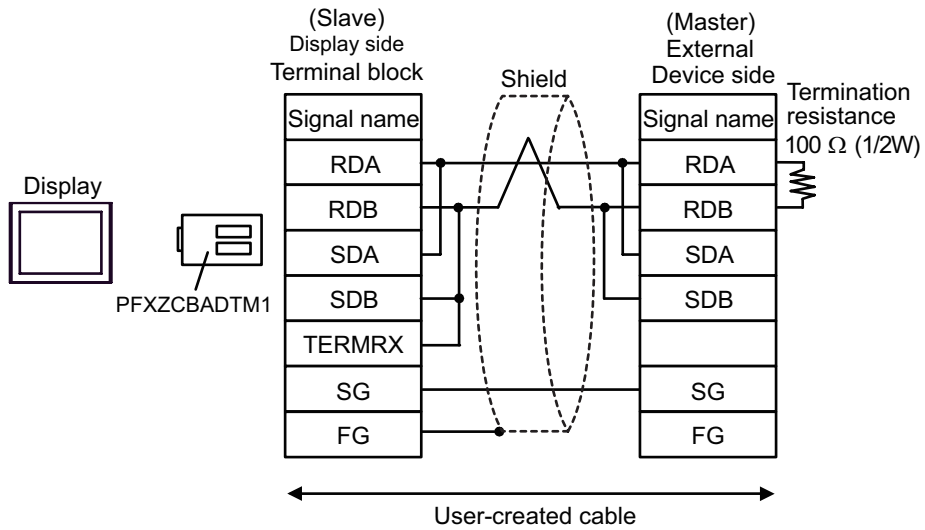 (Slave)
Display side
Terminal block
(Master)
External
Device side
Shield
Termination
resistance
100 Ω (1/2W)
Signal name
RDA
RDB
SDA
SDB
TERMRX
SG
FG
Signal name
RDA
RDB
SDA
SDB
SG
FG
Display
PFXZCBADTM1
User-created cable